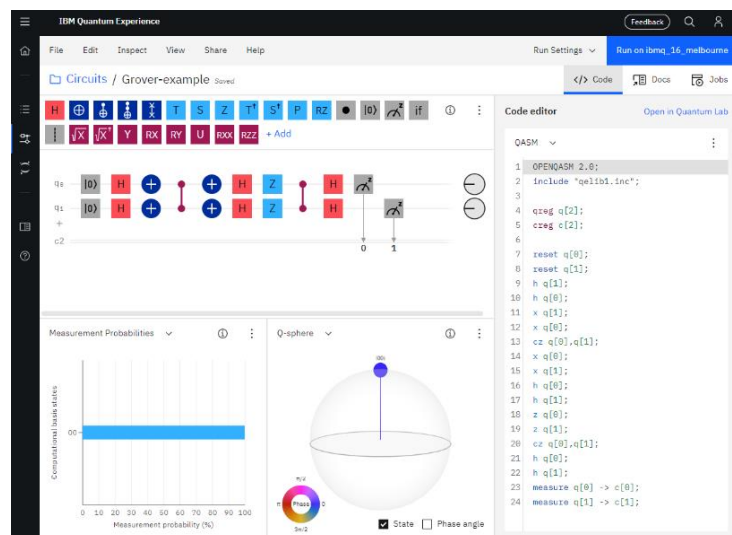 IBM Quantum Experience
Feedback
File Edit Inspect View Share Help
Run Settings
Run on ibmq_16_melbourne
Circuits / Grover-example Saved
</> Code
Docs
Jobs
H T S Z T† S† P RZ |0⟩ z if
√X √X† Y RX RY U RXX RZZ + Add
q0 |0⟩ H H Z H z
q1 |0⟩ H H Z H z
+
c2 0 1
Measurement Probabilities
Computational basis states
00
0 10 20 30 40 50 60 70 80 90 100
Measurement probability (%)
Q-sphere
π/2
π Phase 0
3π/2
State Phase angle
Code editor
Open in Quantum Lab
QASM
1 OPENQASM 2.0;
2 include "qelib1.inc";
3
4 qreg q[2];
5 creg c[2];
6
7 reset q[0];
8 reset q[1];
9 h q[1];
10 h q[0];
11 x q[1];
12 x q[0];
13 cz q[0],q[1];
14 x q[0];
15 x q[1];
16 h q[0];
17 h q[1];
18 z q[0];
19 z q[1];
20 cz q[0],q[1];
21 h q[0];
22 h q[1];
23 measure q[0] -> c[0];
24 measure q[1] -> c[1];